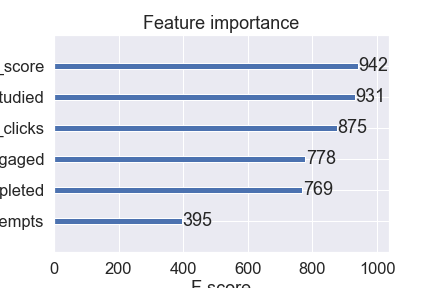 Feature importance
_score 942
tudied 931
_clicks 875
gaged 778
pleted 769
empts 395
0 200 400 600 800 1000
F score